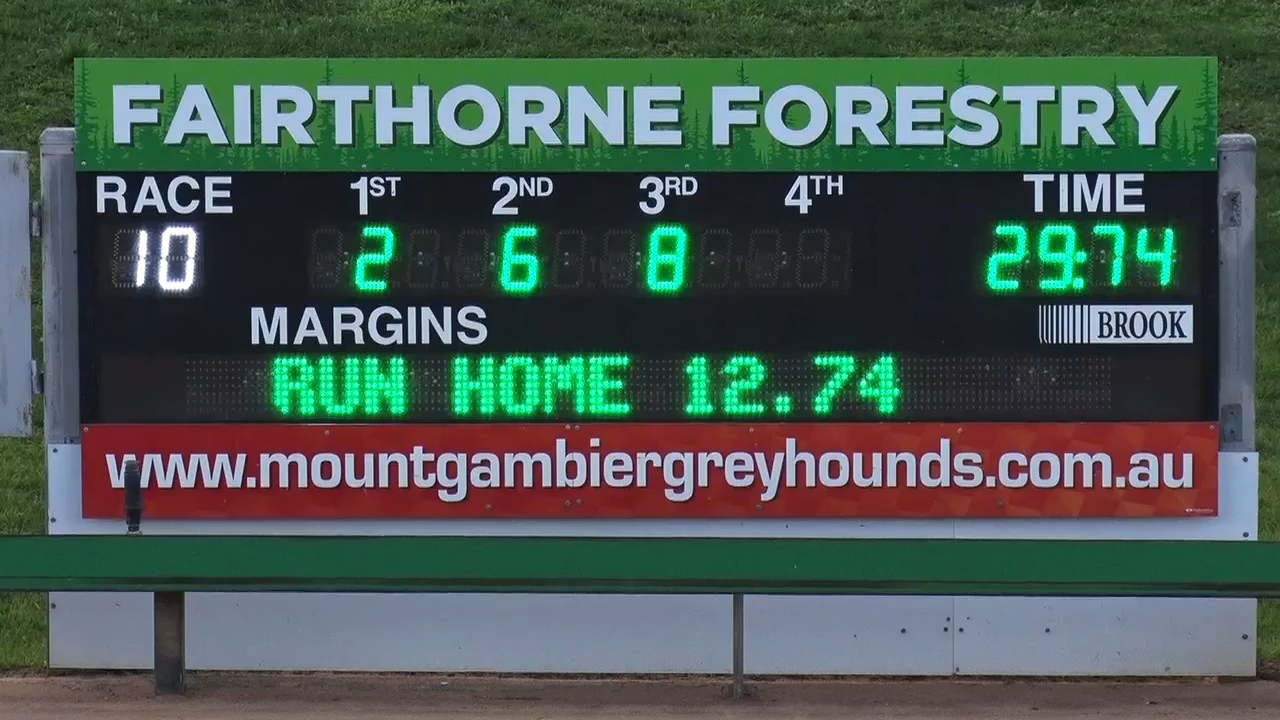 FAIRTHORNE FORESTRY
RACE 1ST 2ND 3RD 4TH TIME
10 2 6 8 29:74
MARGINS BROOK
RUN HOME 12.74
www.mountgambiergreyhounds.com.au